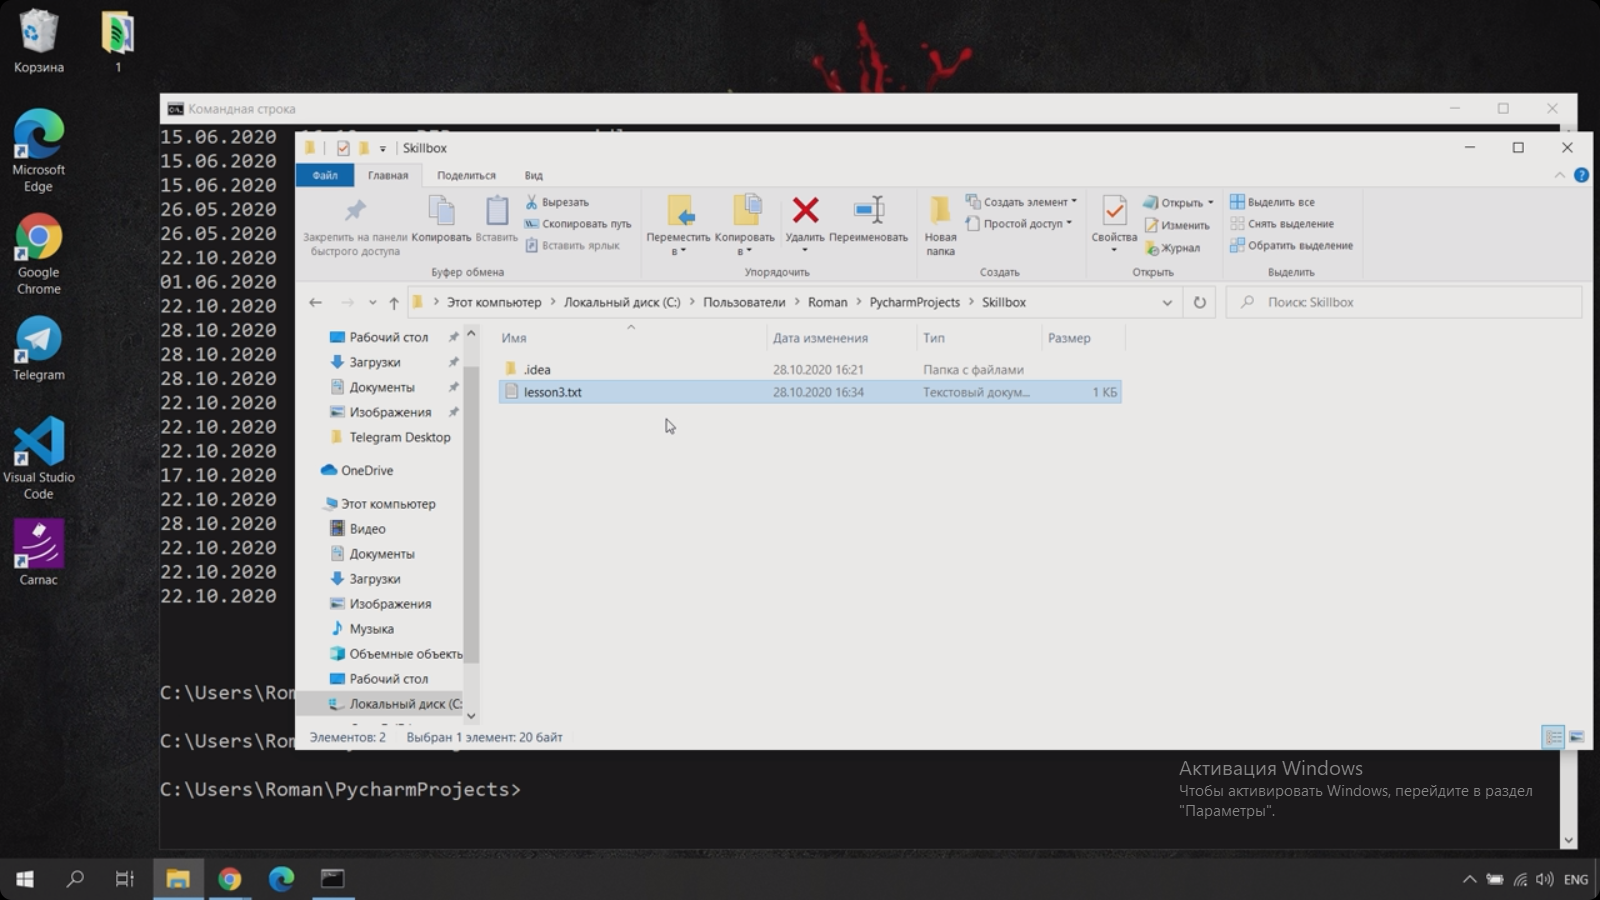 Корзина
1
Microsoft
Edge
Google
Chrome
Telegram
Visual Studio
Code
Carnac
Командная строка
15.06.2020
15.06.2020
15.06.2020
26.05.2020
26.05.2020
22.10.2020
01.06.2020
22.10.2020
28.10.2020
28.10.2020
28.10.2020
22.10.2020
22.10.2020
22.10.2020
17.10.2020
22.10.2020
28.10.2020
22.10.2020
22.10.2020
22.10.2020
C:\Users\Rom
C:\Users\Rom
C:\Users\Roman\PycharmProjects>
Skillbox
Файл Главная Поделиться Вид
Закрепить на панели
быстрого доступа
Копировать
Вставить
Вырезать
Скопировать путь
Вставить ярлык
Буфер обмена
Переместить
в
Копировать
в
Удалить
Переименовать
Упорядочить
Новая
папка
Создать элемент
Простой доступ
Создать
Свойства
Открыть
Изменить
Журнал
Открыть
Выделить все
Снять выделение
Обратить выделение
Выделить
Этот компьютер > Локальный диск (C:) > Пользователи > Roman > PycharmProjects > Skillbox
Поиск: Skillbox
Рабочий стол
Загрузки
Документы
Изображения
Telegram Desktop
OneDrive
Этот компьютер
Видео
Документы
Загрузки
Изображения
Музыка
Объемные объекть
Рабочий стол
Локальный диск (C:
Имя Дата изменения Тип Размер
.idea 28.10.2020 16:21 Папка с файлами
lesson3.txt 28.10.2020 16:34 Текстовый докум... 1 КБ
Элементов: 2 Выбран 1 элемент: 20 байт
Активация Windows
Чтобы активировать Windows, перейдите в раздел
"Параметры".
ENG